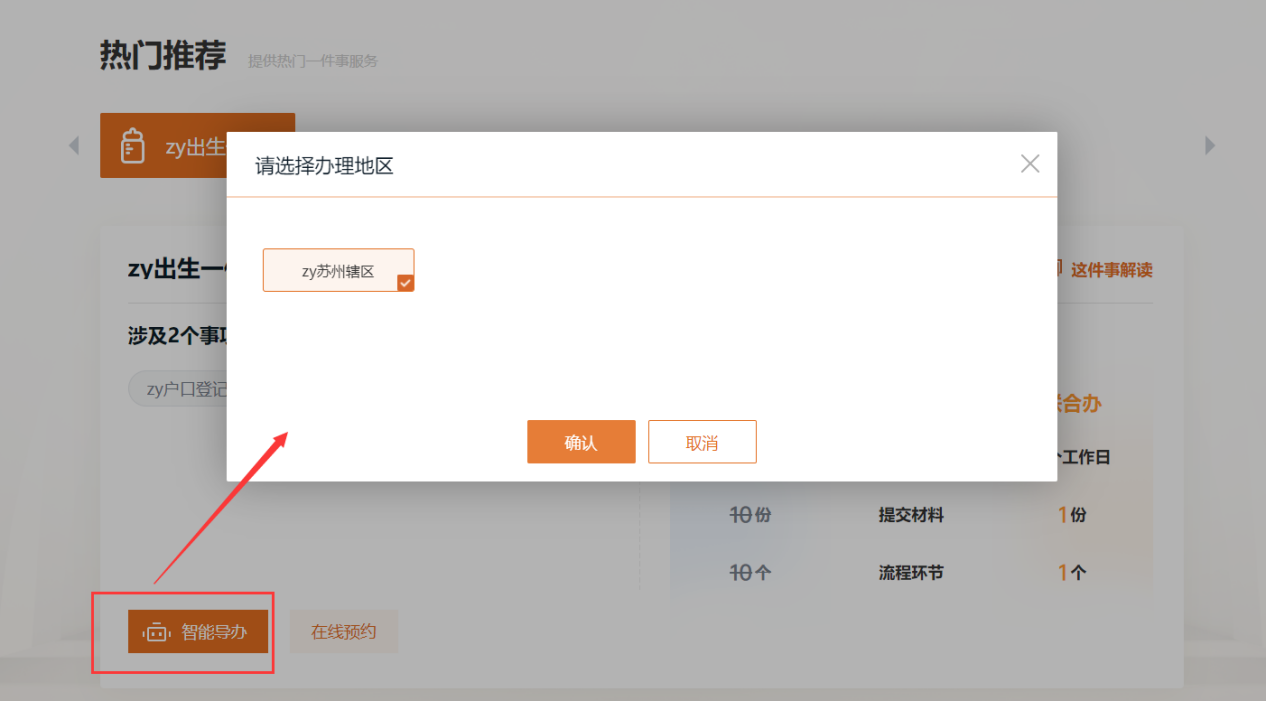 热门推荐 提供热门一件事服务
zy出生
请选择办理地区
zy苏州辖区
确认 取消
zy出生一
这件事解读
涉及2个事
zy户口登记
合办
工作日
10份 提交材料 1份
10个 流程环节 1个
智能导办 在线预约